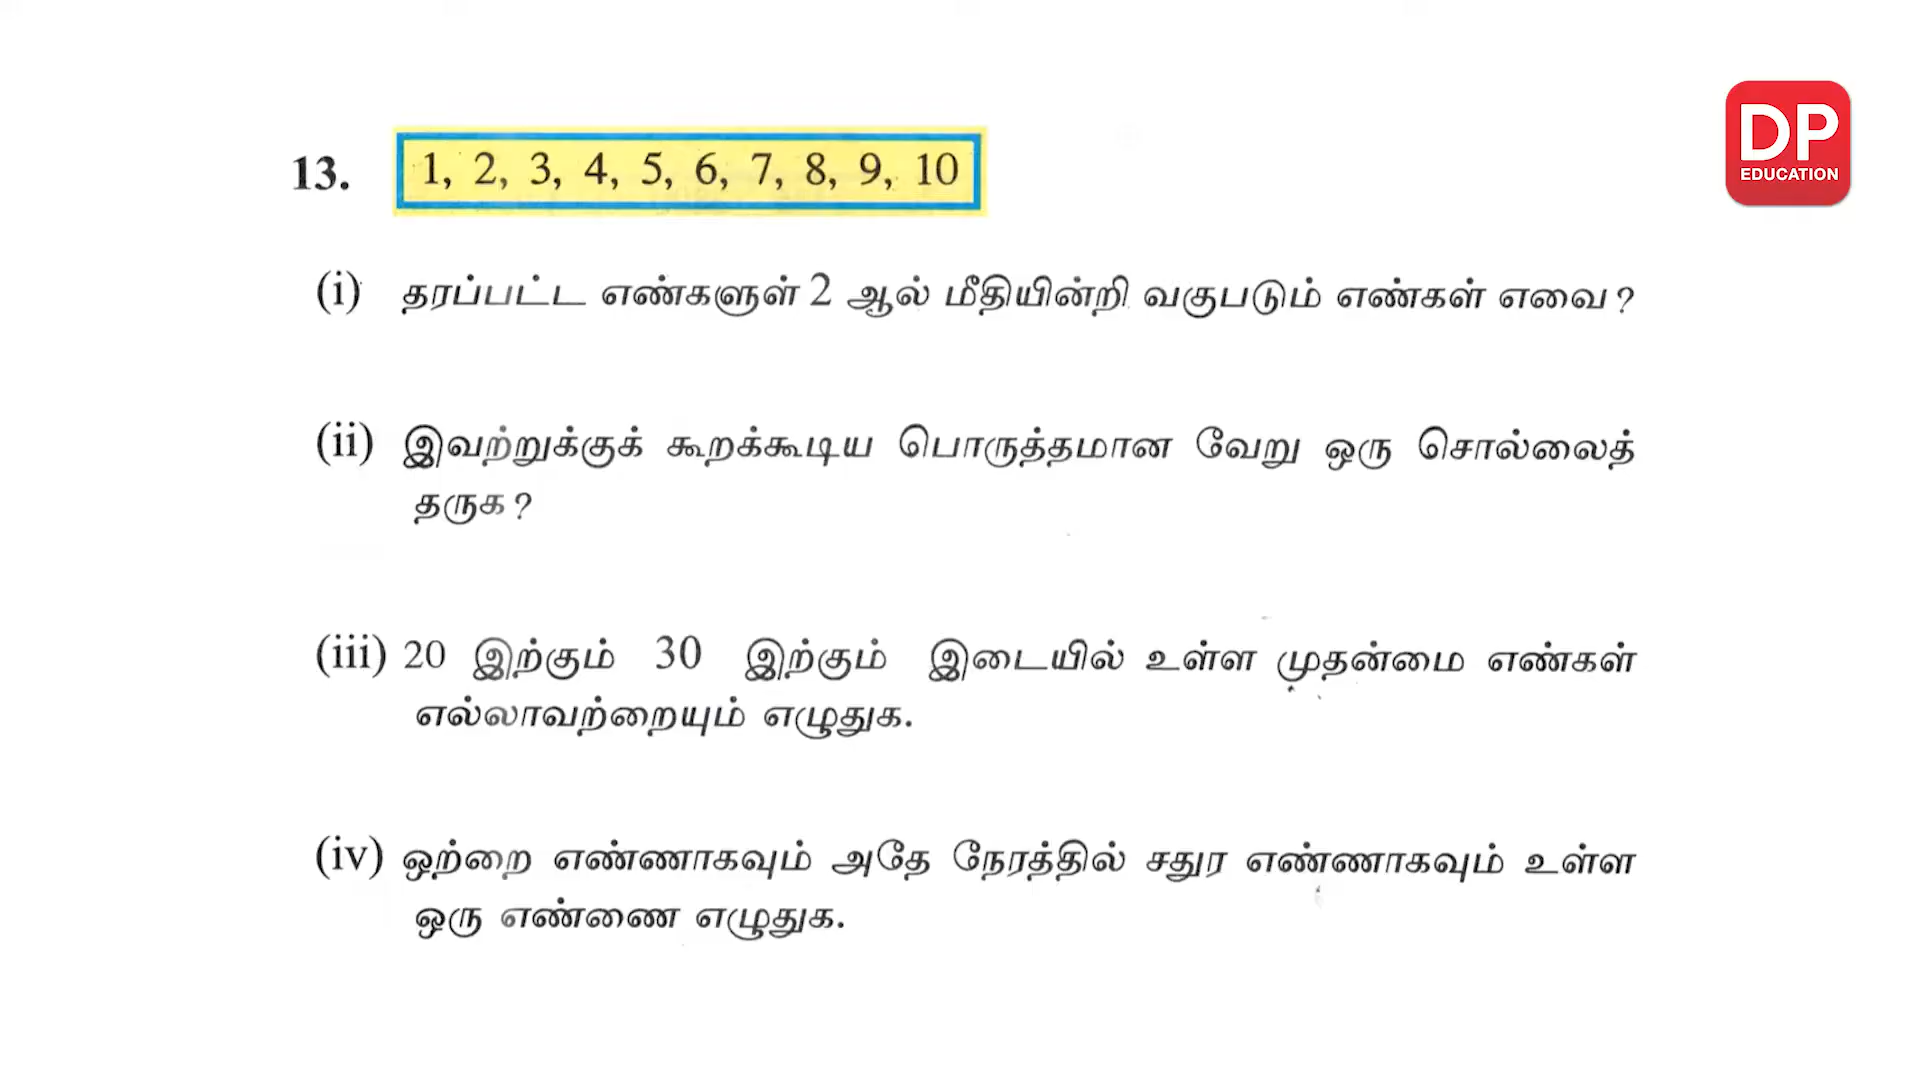 DP
EDUCATION
13. 1, 2, 3, 4, 5, 6, 7, 8, 9, 10
(i) தரப்பட்ட எண்களுள் 2 ஆல் மீதியின்றி வகுபடும் எண்கள் எவை?
(ii) இவற்றுக்குக் கூறக்கூடிய பொருத்தமான வேறு ஒரு சொல்லைத்
தருக?
(iii) 20 இற்கும் 30 இற்கும் இடையில் உள்ள முதன்மை எண்கள்
எல்லாவற்றையும் எழுதுக.
(iv) ஒற்றை எண்ணாகவும் அதே நேரத்தில் சதுர எண்ணாகவும் உள்ள
ஒரு எண்ணை எழுதுக.